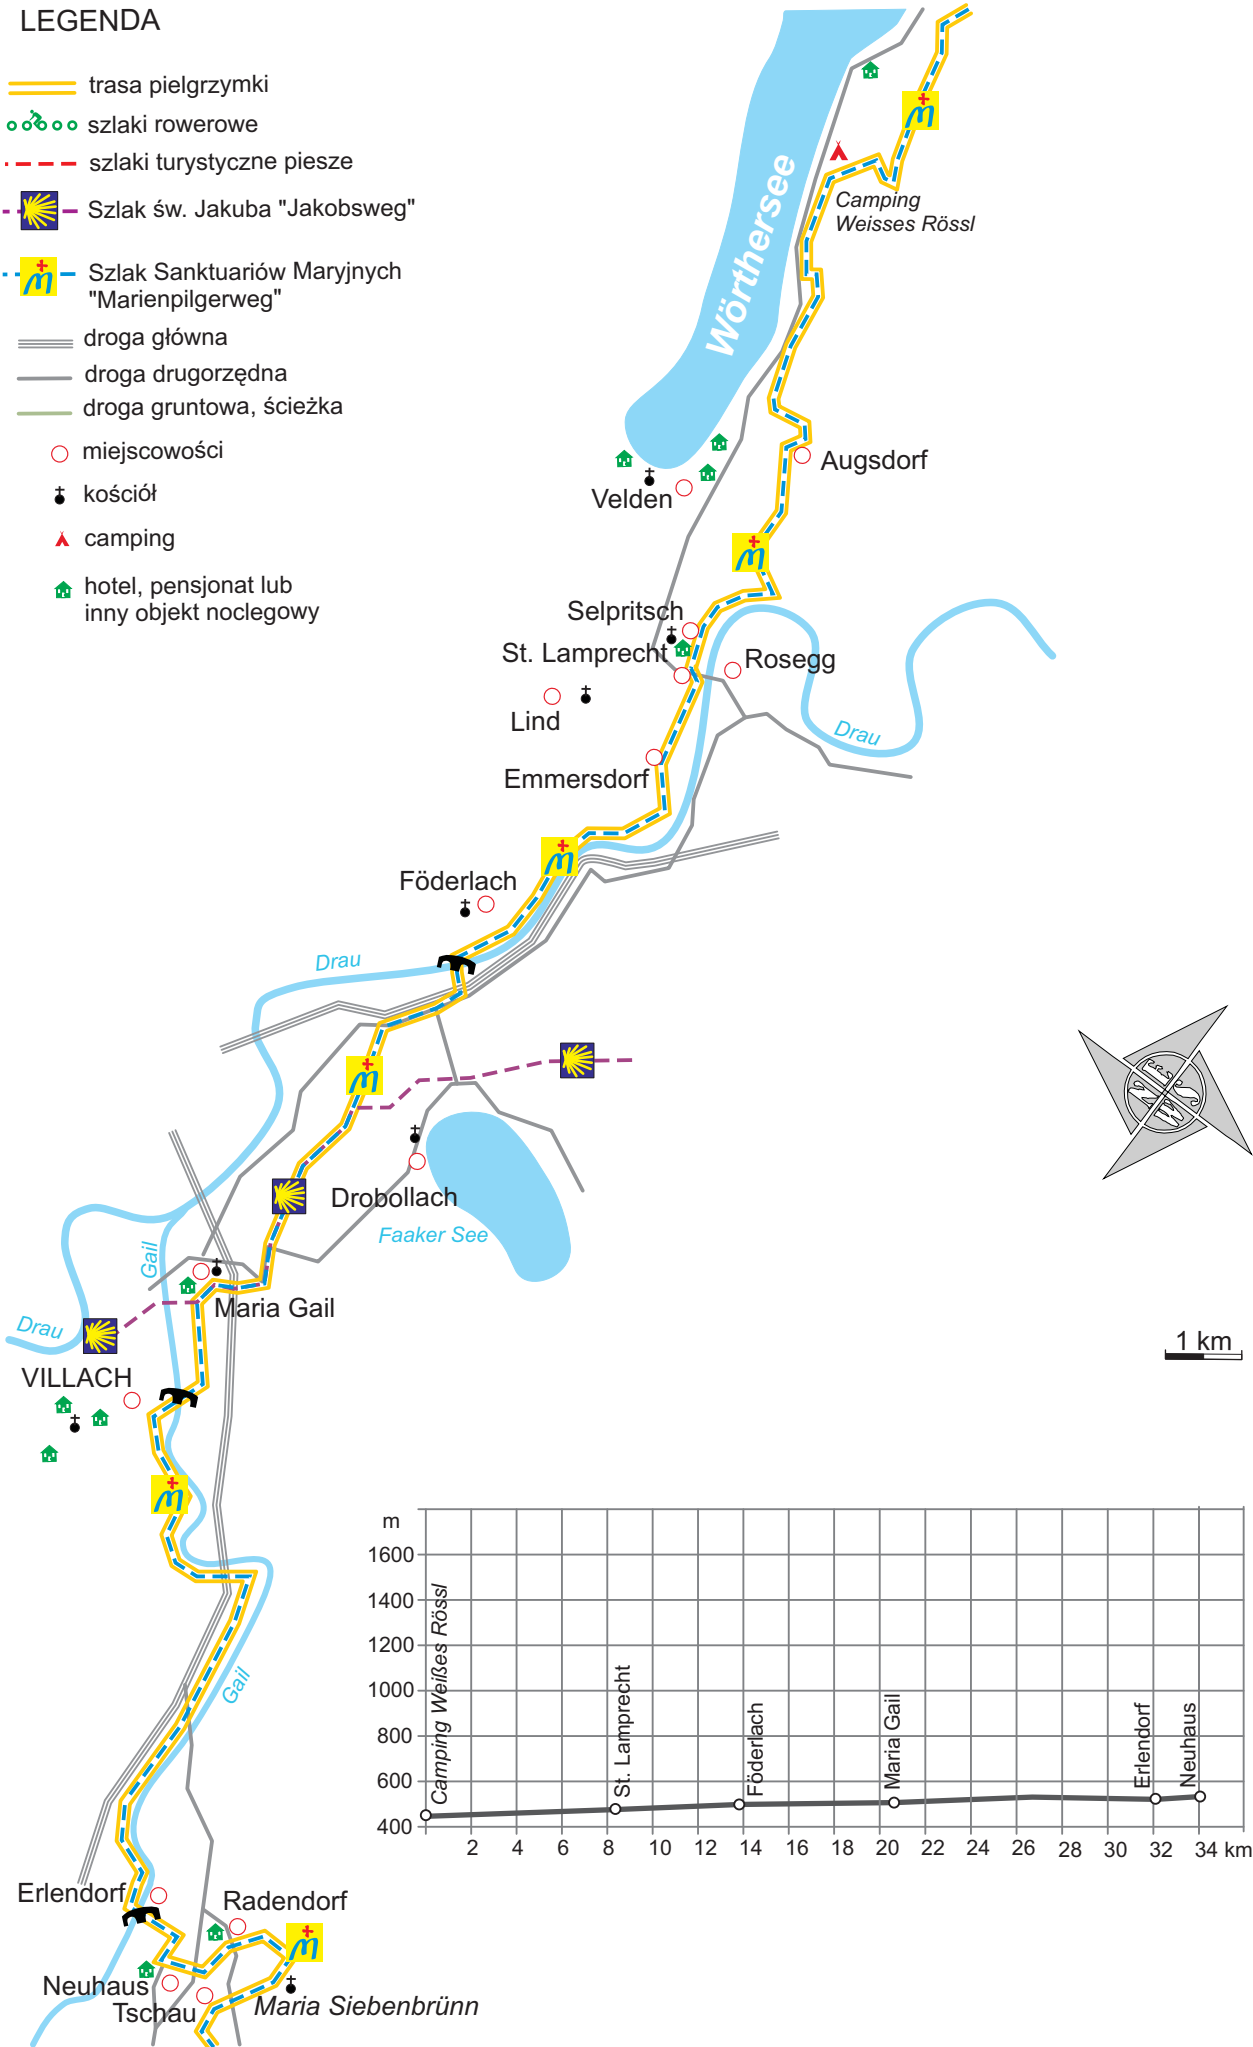 LEGENDA
trasa pielgrzymki
szlaki rowerowe
szlaki turystyczne piesze
Szlak św. Jakuba "Jakobsweg"
Szlak Sanktuariów Maryjnych
"Marienpilgerweg"
droga główna
droga drugorzędna
droga gruntowa, ścieżka
miejscowości
kościół
camping
hotel, pensjonat lub
inny objekt noclegowy
Wörthersee
Camping
Weisses Rössl
Augsdorf
Velden
Selpritsch
St. Lamprecht
Rosegg
Lind
Drau
Emmersdorf
Föderlach
Drau
Drobollach
Faaker See
Gail
Maria Gail
Drau
VILLACH
N
E
S
W
1 km
Gail
m
1600
1400
1200
1000
800
600
400
Camping Weißes Rössl
St. Lamprecht
Föderlach
Maria Gail
Erlendorf
Neuhaus
2 4 6 8 10 12 14 16 18 20 22 24 26 28 30 32 34 km
Erlendorf
Radendorf
Neuhaus
Tschau
Maria Siebenbrünn